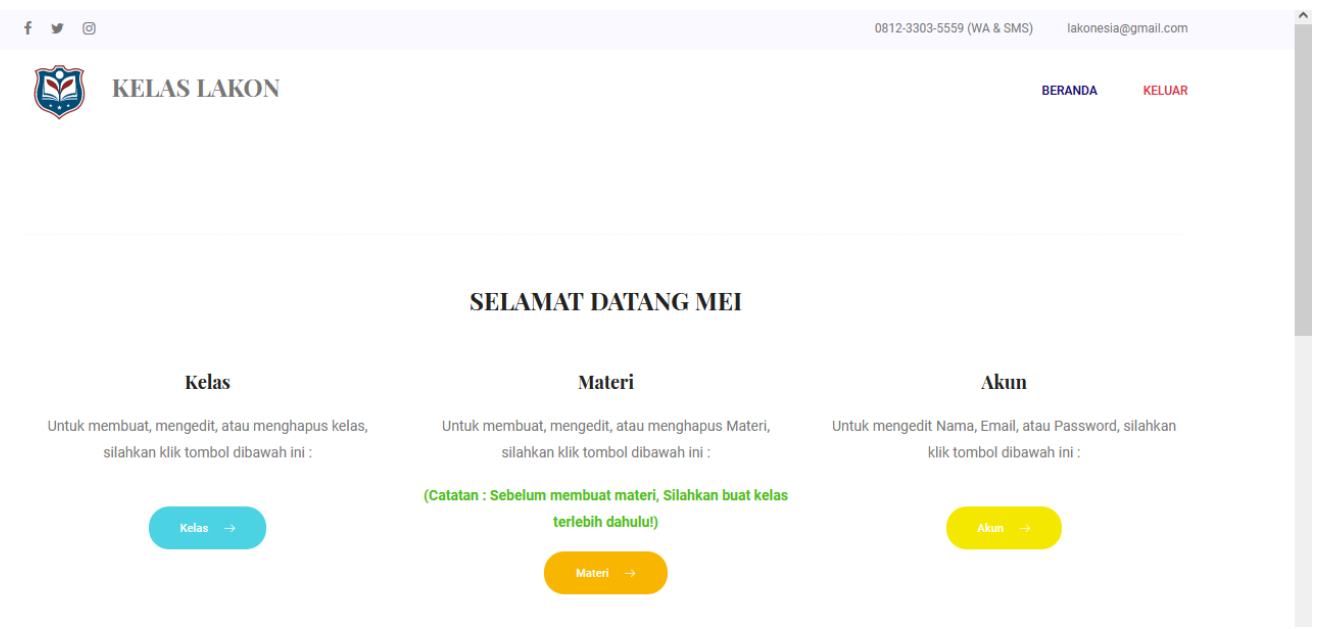 0812-3303-5559 (WA & SMS) lakonesia@gmail.com
KELAS LAKON
BERANDA KELUAR
SELAMAT DATANG MEI
Kelas
Untuk membuat, mengedit, atau menghapus kelas,
silahkan klik tombol dibawah ini :
Kelas →
Materi
Untuk membuat, mengedit, atau menghapus Materi,
silahkan klik tombol dibawah ini :
(Catatan : Sebelum membuat materi, Silahkan buat kelas
terlebih dahulu!)
Materi →
Akun
Untuk mengedit Nama, Email, atau Password, silahkan
klik tombol dibawah ini :
Akun →